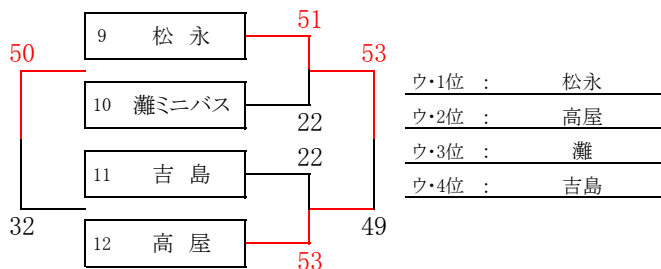 51
9 松 永
50
53
10 灘ミニバス
22
22
11 吉 島
32
49
12 高 屋
53
ウ・1位 : 松永
ウ・2位 : 高屋
ウ・3位 : 灘
ウ・4位 : 吉島